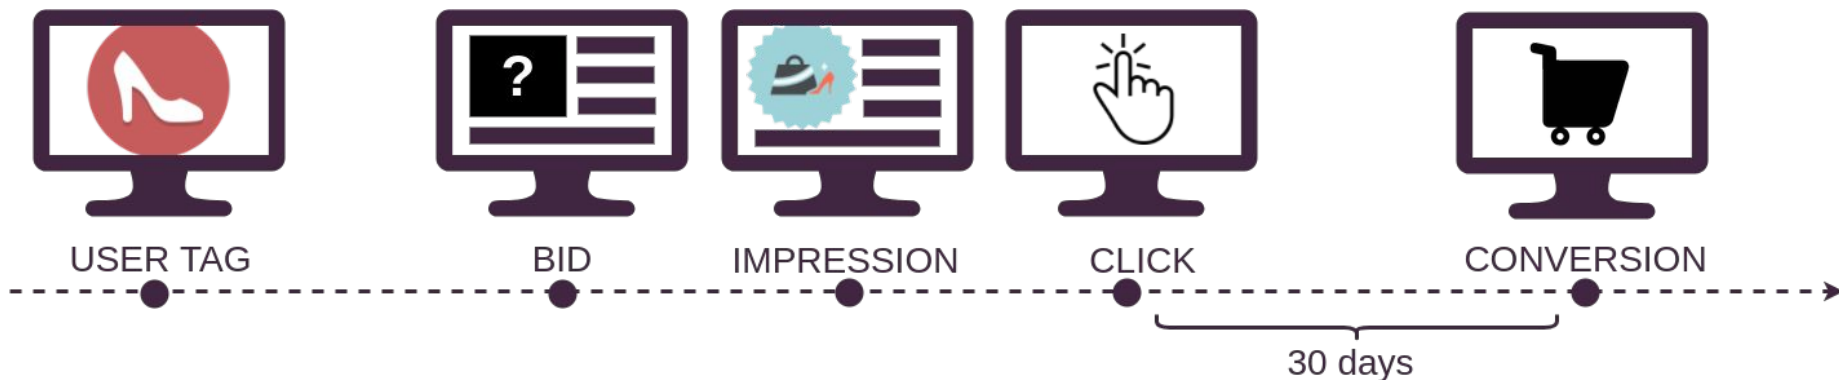 ?
USER TAG
BID
IMPRESSION
CLICK
CONVERSION
30 days